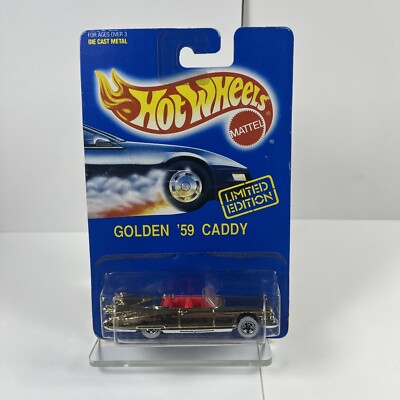 FOR AGES OVER 3
DIE CAST METAL
HOT WHEELS
MATTEL
LIMITED
EDITION
GOLDEN '59 CADDY